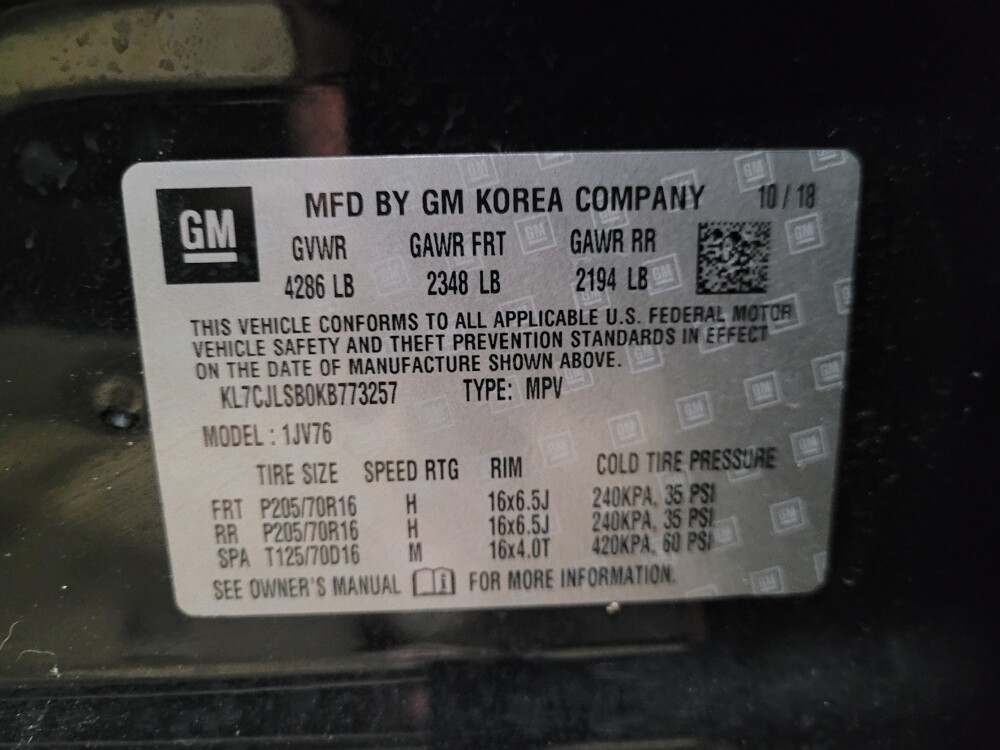 GM
MFD BY GM KOREA COMPANY 10 / 18
GVWR GAWR FRT GAWR RR
4286 LB 2348 LB 2194 LB
THIS VEHICLE CONFORMS TO ALL APPLICABLE U.S. FEDERAL MOTOR
VEHICLE SAFETY AND THEFT PREVENTION STANDARDS IN EFFECT
ON THE DATE OF MANUFACTURE SHOWN ABOVE.
KL7CJLSB0KB773257 TYPE: MPV
MODEL : 1JV76
TIRE SIZE SPEED RTG RIM COLD TIRE PRESSURE
FRT P205/70R16 H 16x6.5J 240KPA, 35 PSI
RR P205/70R16 H 16x6.5J 240KPA, 35 PSI
SPA T125/70D16 M 16x4.0T 420KPA, 60 PSI
SEE OWNER'S MANUAL i FOR MORE INFORMATION.